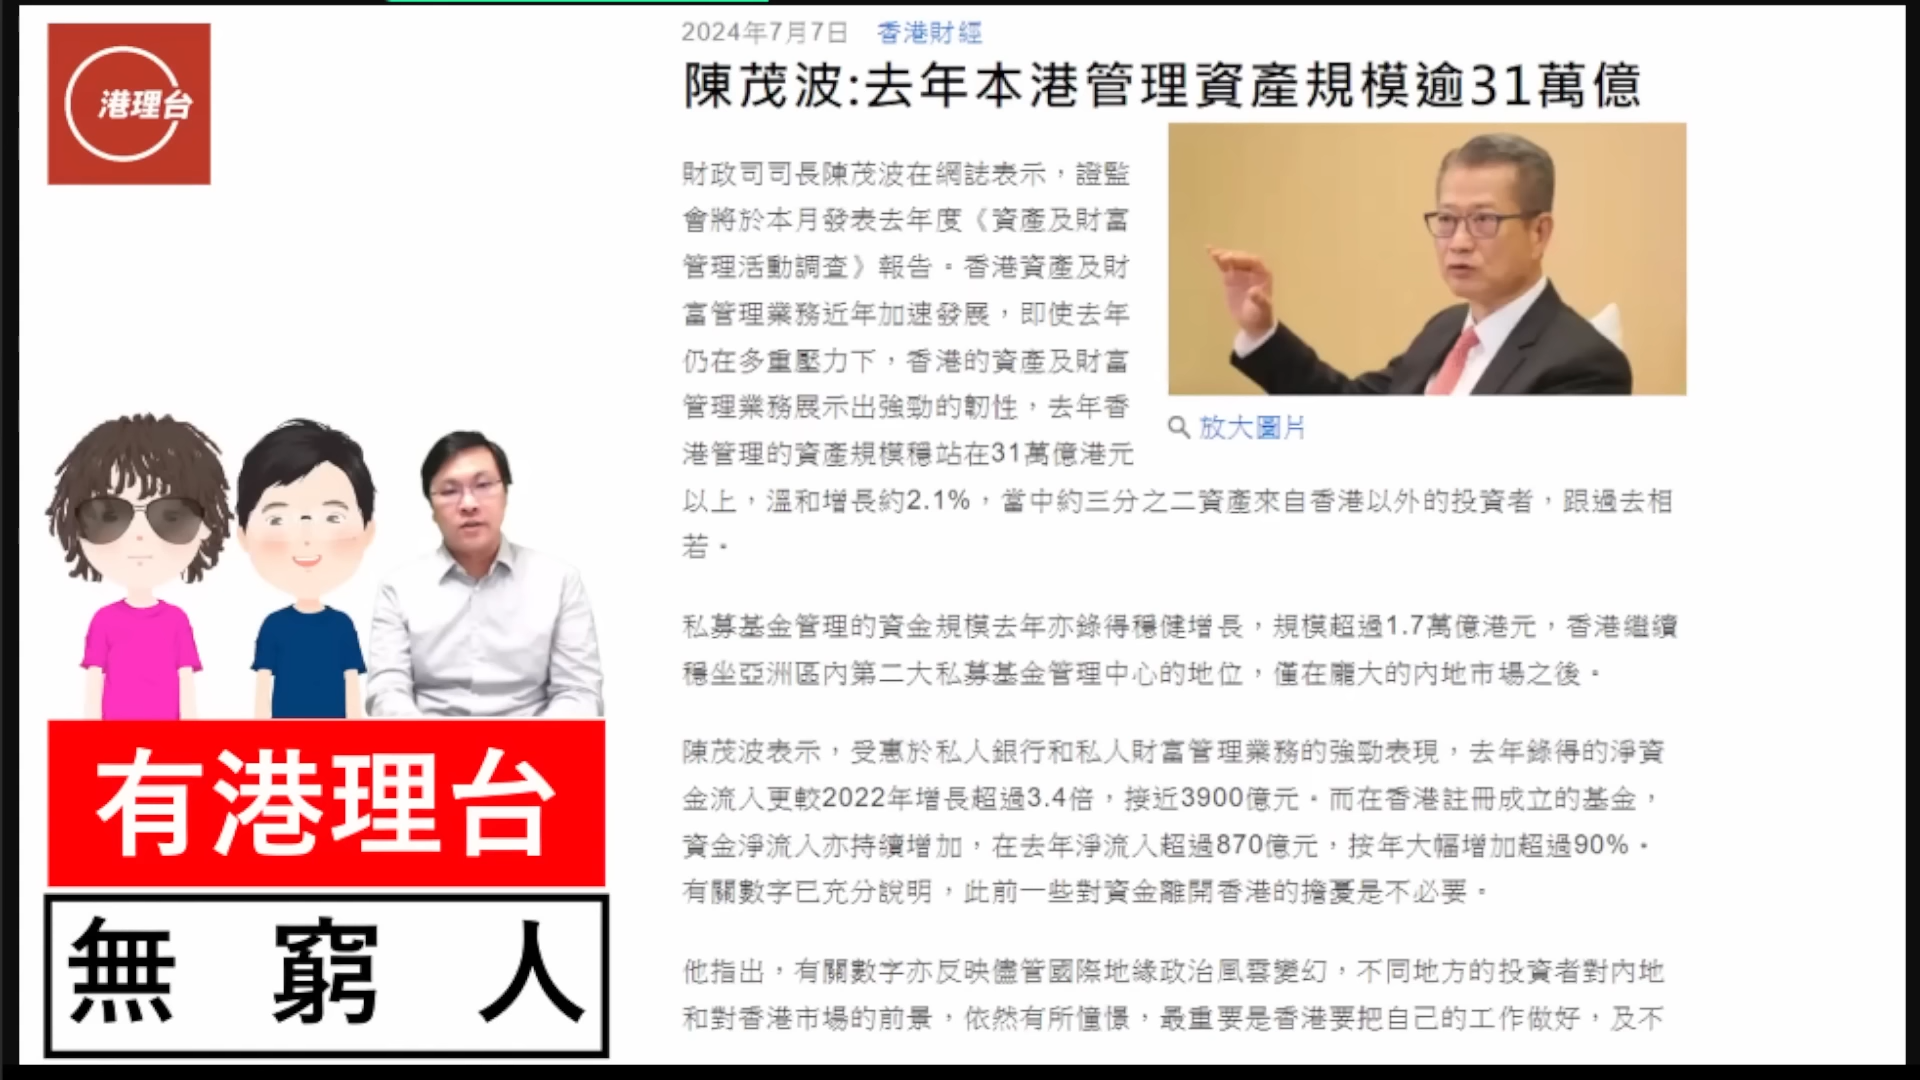 港理台
有港理台
無窮人
2024年7月7日 香港財經
陳茂波:去年本港管理資產規模逾31萬億
財政司司長陳茂波在網誌表示，證監
會將於本月發表去年度《資產及財富
管理活動調查》報告。香港資產及財
富管理業務近年加速發展，即使去年
仍在多重壓力下，香港的資產及財富
管理業務展示出強勁的韌性，去年香
港管理的資產規模穩站在31萬億港元
以上，溫和增長約2.1%，當中約三分之二資產來自香港以外的投資者，跟過去相
若。
放大圖片
私募基金管理的資金規模去年亦錄得穩健增長，規模超過1.7萬億港元，香港繼續
穩坐亞洲區內第二大私募基金管理中心的地位，僅在龐大的內地市場之後。
陳茂波表示，受惠於私人銀行和私人財富管理業務的強勁表現，去年錄得的淨資
金流入更較2022年增長超過3.4倍，接近3900億元。而在香港註冊成立的基金，
資金淨流入亦持續增加，在去年淨流入超過870億元，按年大幅增加超過90%。
有關數字已充分說明，此前一些對資金離開香港的擔憂是不必要。
他指出，有關數字亦反映儘管國際地緣政治風雲變幻，不同地方的投資者對內地
和對香港市場的前景，依然有所憧憬，最重要是香港要把自己的工作做好，及不